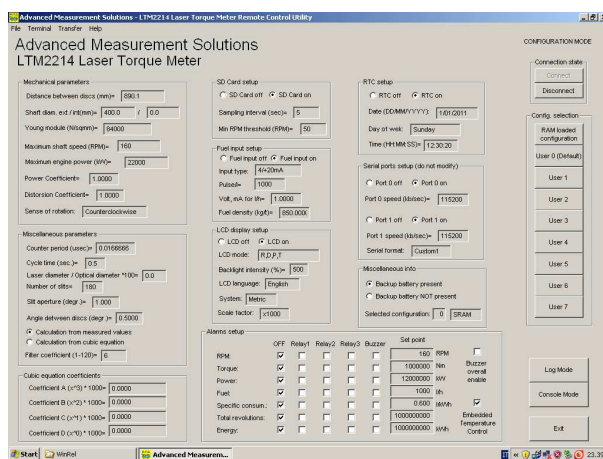 Advanced Measurement Solutions - LTM2214 Laser Torque Meter Remote Control Utility
File Terminal Transfer Help
Advanced Measurement Solutions
LTM2214 Laser Torque Meter
CONFIGURATION MODE
Mechanical parameters
Distance between discs (mm)= 890.1
Shaft diam. ext / int(mm)= 400.0 / 0.0
Young module (N/sqmm)= 84000
Maximum shaft speed (RPM)= 160
Maximum engine power (kW)= 22000
Power Coefficient= 1.0000
Distorsion Coefficient= 1.0000
Sense of rotation: Counterclockwise
Miscellaneous parameters
Counter period (usec)= 0.0166666
Cycle time (sec.)= 0.5
Laser diameter / Optical diameter *100= 0.0
Number of slits= 180
Slit aperture (degr.)= 1.000
Angle detween discs (degr.)= 0.5000
Calculation from measured values
Calculation from cubic equation
Filter coefficient (1-120)= 6
Cubic equation coefficients
Coefficient A (x^3) * 1000= 0.0000
Coefficient B (x^2) * 1000= 0.0000
Coefficient C (x^1) * 1000= 0.0000
Coefficient D (x^0) * 1000= 0.0000
SD Card setup
SD Card off SD Card on
Sampling interval (sec)= 5
Min RPM threshold (RPM)= 50
Fuel input setup
Fuel input off Fuel input on
Input type: 4/+20mA
Pulses/l= 1000
Volt, mA for l/h= 1.0000
Fuel density (kg/l)= 850.000
LCD display setup
LCD off LCD on
LCD mode: R,D,P,T
Backlight intensity (%)= 500
LCD language: English
System: Metric
Scale factor: x1000
RTC setup
RTC off RTC on
Date (DD/MM/YYYY): 1/01/2011
Day of wek: Sunday
Time (HH:MM:SS)= 12:30:20
Serial ports setup (do not modify)
Port 0 off Port 0 on
Port 0 speed (kb/sec)= 115200
Port 1 off Port 1 on
Port 1 speed (kb/sec)= 115200
Serial format: Custom1
Miscellaneous info
Backup battery present
Backup battery NOT present
Selected configuration: 0 SRAM
Alarms setup
OFF Relay1 Relay2 Relay3 Buzzer Set point
RPM: 160 RPM
Torque: 1000000 Nm
Power: 12000000 kW
Fuel: 1000 l/h
Specific consum.: 0.600 l/kWh
Total revolutions: 1000000000
Energy: 1000000000 kWh
Buzzer
overall
enable
Embedded
Temperature
Control
Connection state
Connect
Disconnect
Config. selection
RAM loaded
configuration
User 0 (Default)
User 1
User 2
User 3
User 4
User 5
User 6
User 7
Log Mode
Console Mode
Exit
Start WinRel Advanced Measurem... 23.39